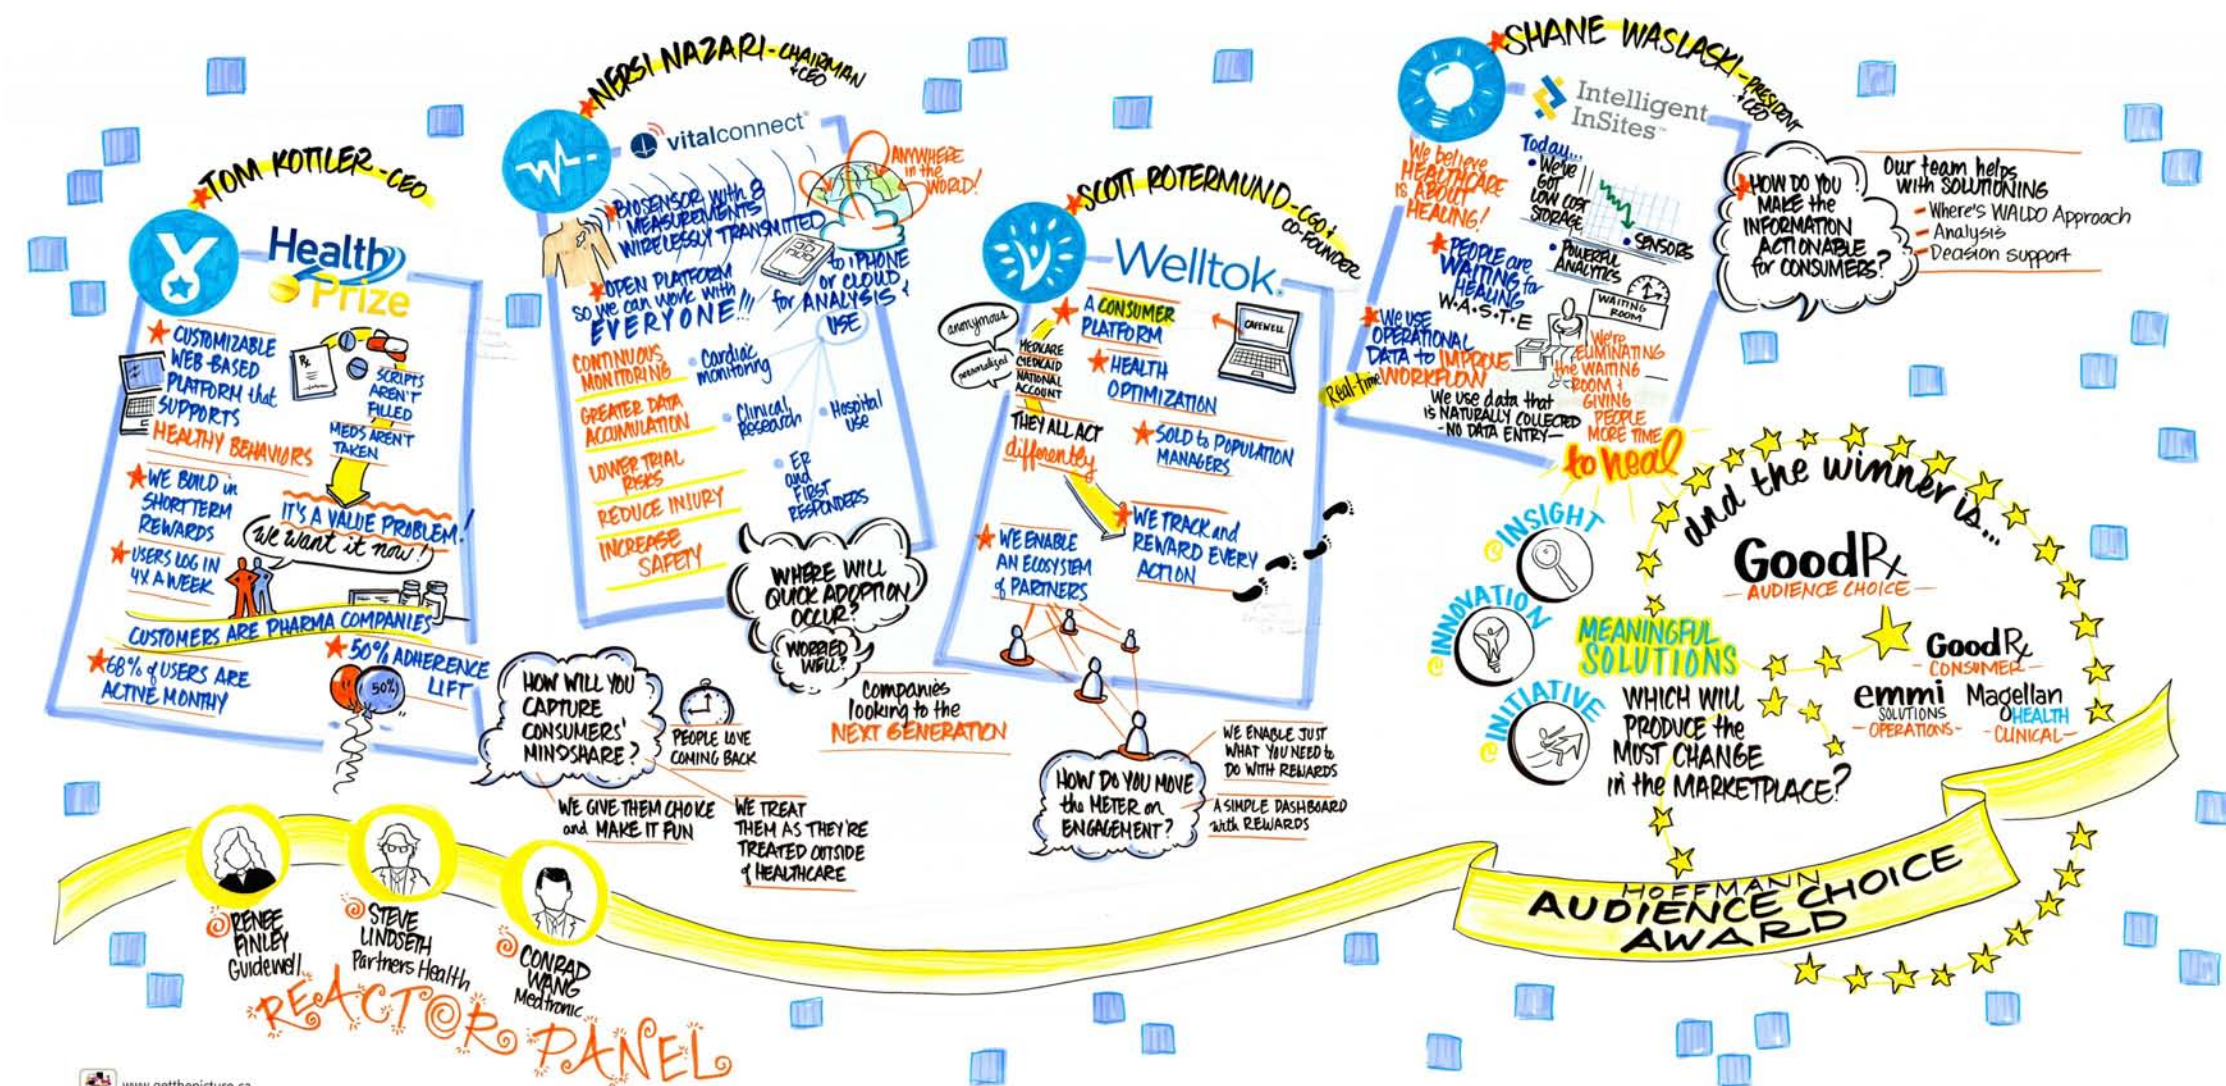 TOM KOTTLER - CEO
Health
Prize
CUSTOMIZABLE
WEB-BASED
PLATFORM that
SUPPORTS
HEALTHY BEHAVIORS
Rx
SCRIPTS
AREN'T
FILLED
MEDS AREN'T
TAKEN
WE BUILD in
SHORT TERM
REWARDS
IT'S A VALUE PROBLEM!
We want it now!
USERS LOG IN
4X A WEEK
CUSTOMERS ARE PHARMA COMPANIES
68% of USERS ARE
ACTIVE MONTHY
50% ADHERENCE
LIFT
50%
NERSI NAZARI - CHAIRMAN
+ CEO
vitalconnect
ANYWHERE
in the
WORLD!
BIOSENSOR WITH 8
MEASUREMENTS
WIRELESSLY TRANSMITTED
to iPHONE
or CLOUD
for ANALYSIS &
USE
OPEN PLATFORM
SO WE CAN WORK WITH
EVERYONE!!!
CONTINUOUS
MONITORING
GREATER DATA
ACCUMULATION
LOWER TRIAL
RISKS
REDUCE INJURY
INCREASE
SAFETY
Cardiac
monitoring
Clinical
Research
Hospital
use
ER
and
FIRST
RESPONDERS
WHERE WILL
QUICK ADOPTION
OCCUR?
WORRIED
WELL?
Companies
looking to the
NEXT GENERATION
HOW WILL YOU
CAPTURE
CONSUMERS'
MINDSHARE?
PEOPLE LOVE
COMING BACK
WE GIVE THEM CHOICE
and MAKE IT FUN
WE TREAT
THEM AS THEY'RE
TREATED OUTSIDE
of HEALTHCARE
SCOTT ROTERMUND - CGO +
CO-FOUNDER
Welltok.
anonymous
personalized
MEDICARE
MEDICAID
NATIONAL
ACCOUNT
THEY ALL ACT
differently
A CONSUMER
PLATFORM
CAFEWELL
HEALTH
OPTIMIZATION
SOLD to POPULATION
MANAGERS
WE TRACK and
REWARD EVERY
ACTION
WE ENABLE
AN ECOSYSTEM
of PARTNERS
HOW DO YOU MOVE
the METER on
ENGAGEMENT?
WE ENABLE JUST
WHAT YOU NEED to
DO WITH REWARDS
A SIMPLE DASHBOARD
with REWARDS
SHANE WASLASKI - PRESIDENT
+ CEO
Intelligent
InSites™
We believe
HEALTHCARE
IS ABOUT
HEALING!
Today...
We've
GOT
LOW COST
STORAGE
SENSORS
POWERFUL
ANALYTICS
PEOPLE are
WAITING for
HEALING
W.A.S.T.E
WAITING
ROOM
WE USE
OPERATIONAL
DATA to IMPROVE
WORKFLOW
Real-time
We use data that
is NATURALLY COLLECTED
- NO DATA ENTRY -
We're
ELIMINATING
the WAITING
ROOM &
GIVING
PEOPLE
MORE TIME
to heal
HOW DO YOU
MAKE the
INFORMATION
ACTIONABLE
for CONSUMERS?
Our team helps
with SOLUTIONING
- Where's WALDO Approach
- Analysis
- Decision support
@INSIGHT
@INNOVATION
@INITIATIVE
MEANINGFUL
SOLUTIONS
WHICH WILL
PRODUCE the
MOST CHANGE
in the MARKETPLACE?
and the winner is...
GoodRx
- AUDIENCE CHOICE -
GoodRx
- CONSUMER -
emmi
SOLUTIONS
- OPERATIONS -
Magellan
HEALTH
- CLINICAL -
HOFFMANN
AUDIENCE CHOICE
AWARD
RENEE
FINLEY
Guidewell
STEVE
LINDSETH
Partners Health
CONRAD
WANG
Medtronic
REACTOR PANEL
www.getthepicture.ca